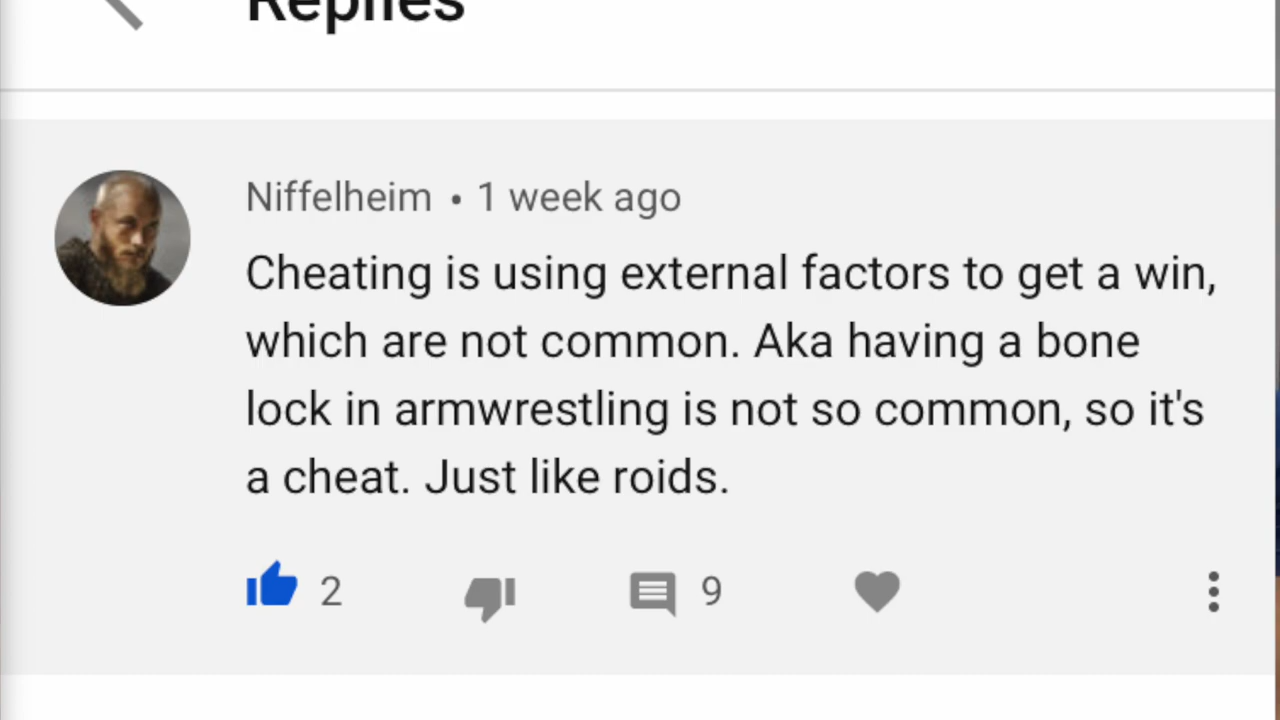 Replies
Niffelheim • 1 week ago
Cheating is using external factors to get a win,
which are not common. Aka having a bone
lock in armwrestling is not so common, so it's
a cheat. Just like roids.
2 9